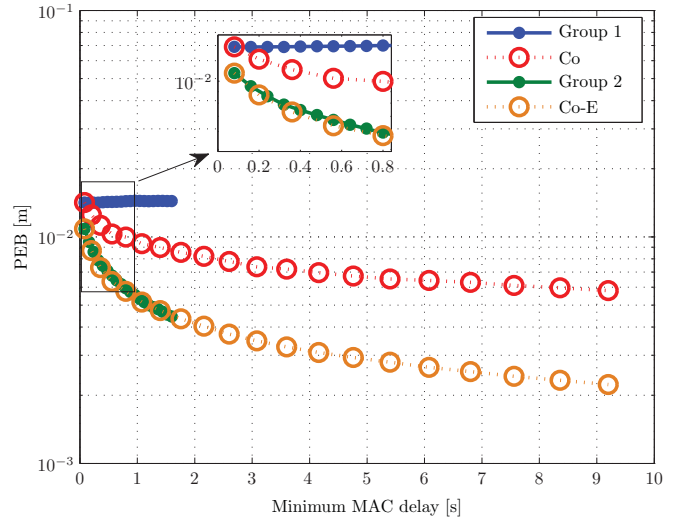 10⁻¹
10⁻²
10⁻³
PEB [m]
Group 1
Co
Group 2
Co-E
10⁻²
0 0.2 0.4 0.6 0.8
0 1 2 3 4 5 6 7 8 9 10
Minimum MAC delay [s]